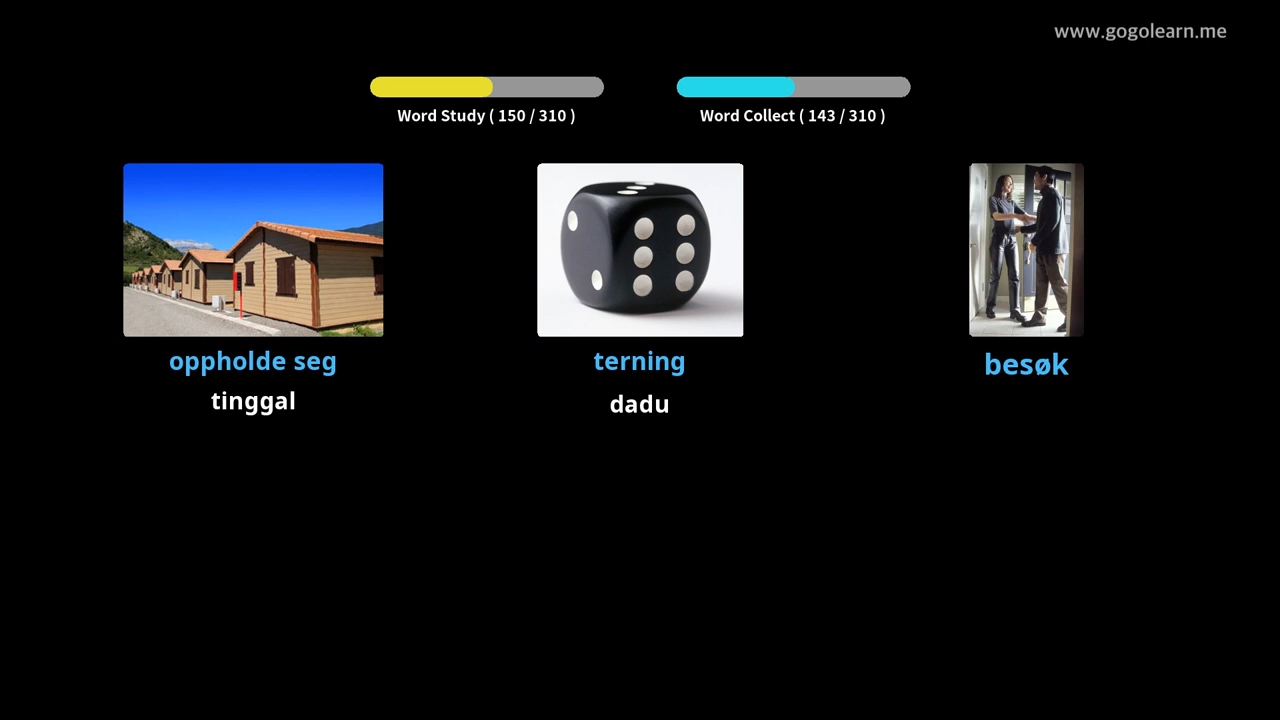 www.gogolearn.me
Word Study ( 150 / 310 )
Word Collect ( 143 / 310 )
oppholde seg
terning
besøk
tinggal
dadu